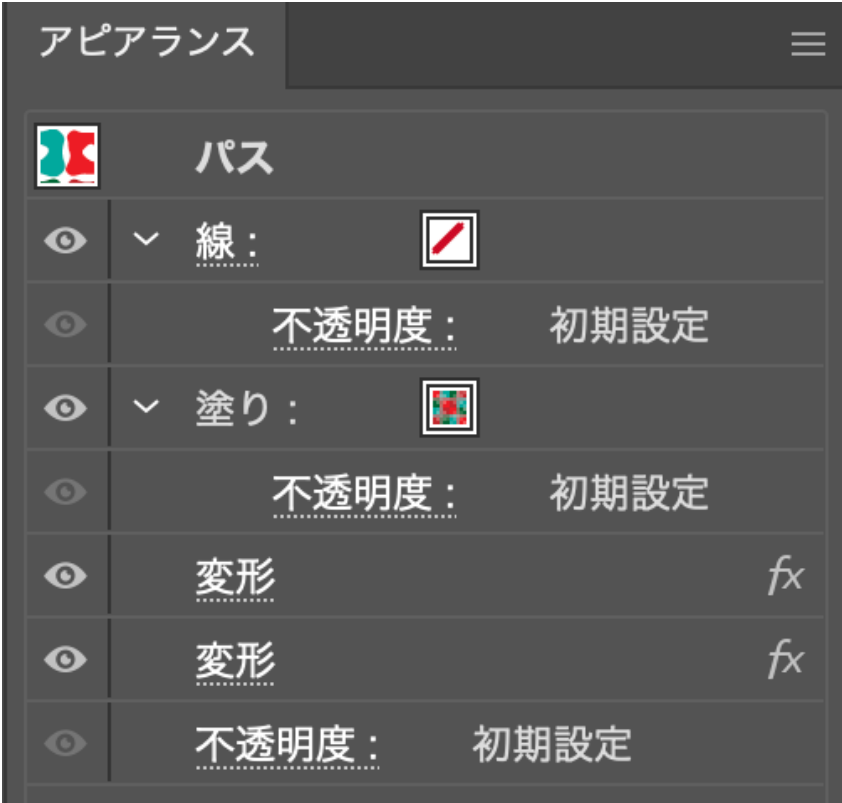 アピアランス
パス
線：
不透明度： 初期設定
塗り：
不透明度： 初期設定
変形 fx
変形 fx
不透明度： 初期設定